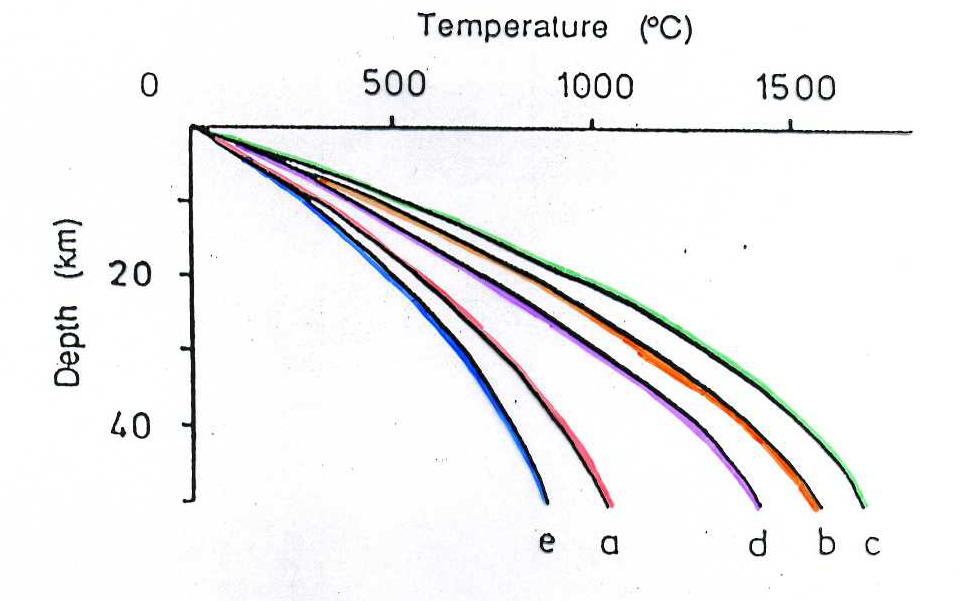 Temperature (°C)
0 500 1000 1500
Depth (km)
20
40
e a d b c